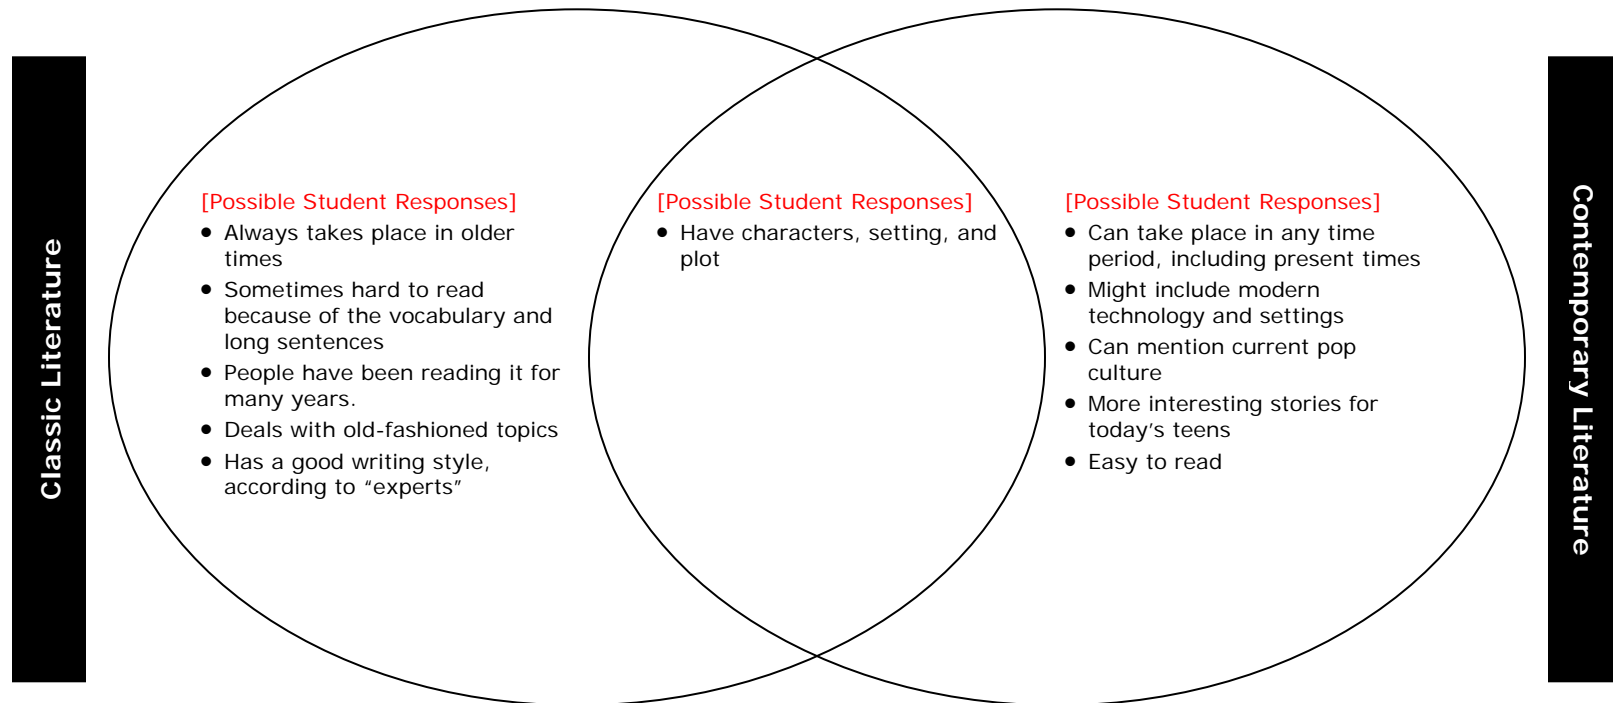 Classic Literature
[Possible Student Responses]
• Always takes place in older
times
• Sometimes hard to read
because of the vocabulary and
long sentences
• People have been reading it for
many years.
• Deals with old-fashioned topics
• Has a good writing style,
according to “experts”
[Possible Student Responses]
• Have characters, setting, and
plot
[Possible Student Responses]
• Can take place in any time
period, including present times
• Might include modern
technology and settings
• Can mention current pop
culture
• More interesting stories for
today’s teens
• Easy to read
Contemporary Literature